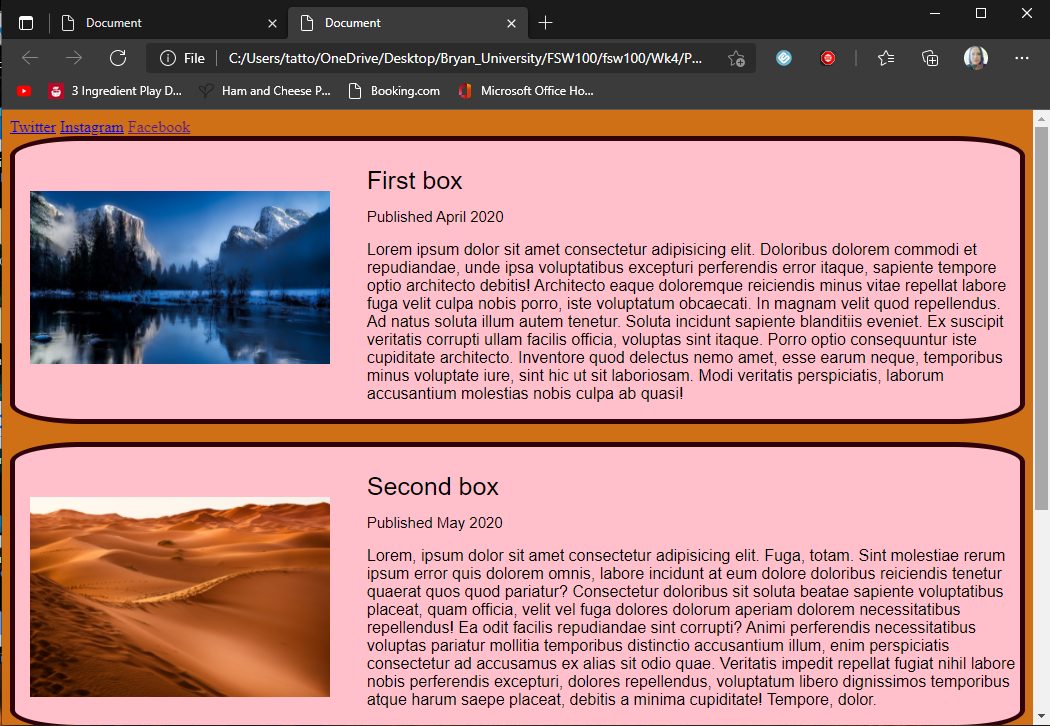 Document
Document
File
C:/Users/tatto/OneDrive/Desktop/Bryan_University/FSW100/fsw100/Wk4/P...
3 Ingredient Play D...
Ham and Cheese P...
Booking.com
Microsoft Office Ho...
Twitter Instagram Facebook
First box
Published April 2020
Lorem ipsum dolor sit amet consectetur adipisicing elit. Doloribus dolorem commodi et
repudiandae, unde ipsa voluptatibus excepturi perferendis error itaque, sapiente tempore
optio architecto debitis! Architecto eaque doloremque reiciendis minus vitae repellat labore
fuga velit culpa nobis porro, iste voluptatum obcaecati. In magnam velit quod repellendus.
Ad natus soluta illum autem tenetur. Soluta incidunt sapiente blanditiis eveniet. Ex suscipit
veritatis corrupti ullam facilis officia, voluptas sint itaque. Porro optio consequuntur iste
cupiditate architecto. Inventore quod delectus nemo amet, esse earum neque, temporibus
minus voluptate iure, sint hic ut sit laboriosam. Modi veritatis perspiciatis, laborum
accusantium molestias nobis culpa ab quasi!
Second box
Published May 2020
Lorem, ipsum dolor sit amet consectetur adipisicing elit. Fuga, totam. Sint molestiae rerum
ipsum error quis dolorem omnis, labore incidunt at eum dolore doloribus reiciendis tenetur
quaerat quos quod pariatur? Consectetur doloribus sit soluta beatae sapiente voluptatibus
placeat, quam officia, velit vel fuga dolores dolorum aperiam dolorem necessitatibus
repellendus! Ea odit facilis repudiandae sint corrupti? Animi perferendis necessitatibus
voluptas pariatur mollitia temporibus distinctio accusantium illum, enim perspiciatis
consectetur ad accusamus ex alias sit odio quae. Veritatis impedit repellat fugiat nihil labore
nobis perferendis excepturi, dolores repellendus, voluptatum libero dignissimos temporibus
atque harum saepe placeat, debitis a minima cupiditate! Tempore, dolor.